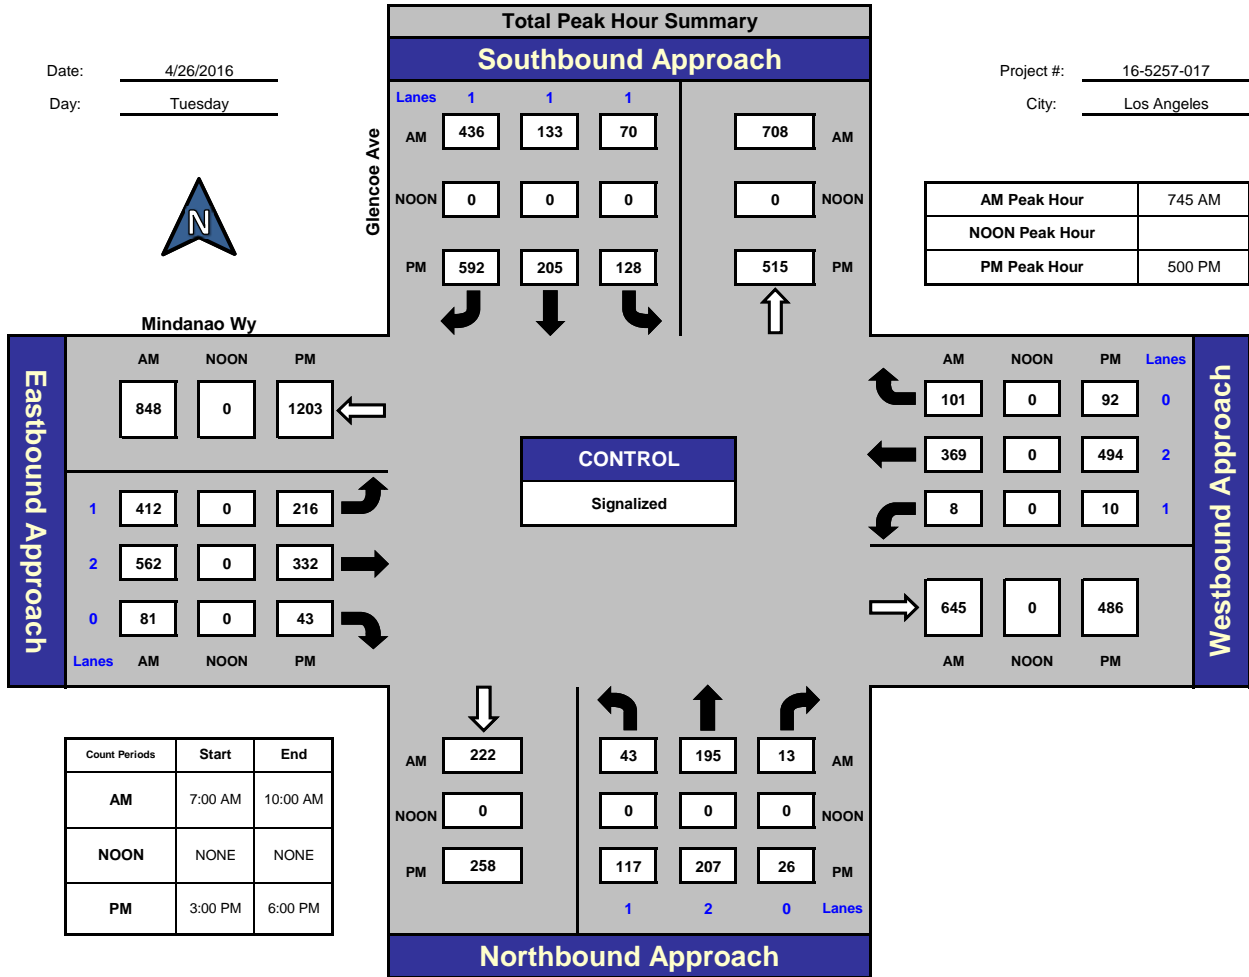 Total Peak Hour Summary
Southbound Approach
Date: 4/26/2016
Day: Tuesday
Project #: 16-5257-017
City: Los Angeles
N
Glencoe Ave
Lanes 1 1 1
AM 436 133 70 708 AM
NOON 0 0 0 0 NOON
PM 592 205 128 515 PM
AM Peak Hour 745 AM
NOON Peak Hour
PM Peak Hour 500 PM
Mindanao Wy
Eastbound Approach
AM NOON PM
848 0 1203
1 412 0 216
2 562 0 332
0 81 0 43
Lanes AM NOON PM
CONTROL
Signalized
AM NOON PM Lanes
101 0 92 0
369 0 494 2
8 0 10 1
645 0 486
AM NOON PM
Westbound Approach
Count Periods Start End
AM 7:00 AM 10:00 AM
NOON NONE NONE
PM 3:00 PM 6:00 PM
AM 222 43 195 13 AM
NOON 0 0 0 0 NOON
PM 258 117 207 26 PM
1 2 0 Lanes
Northbound Approach